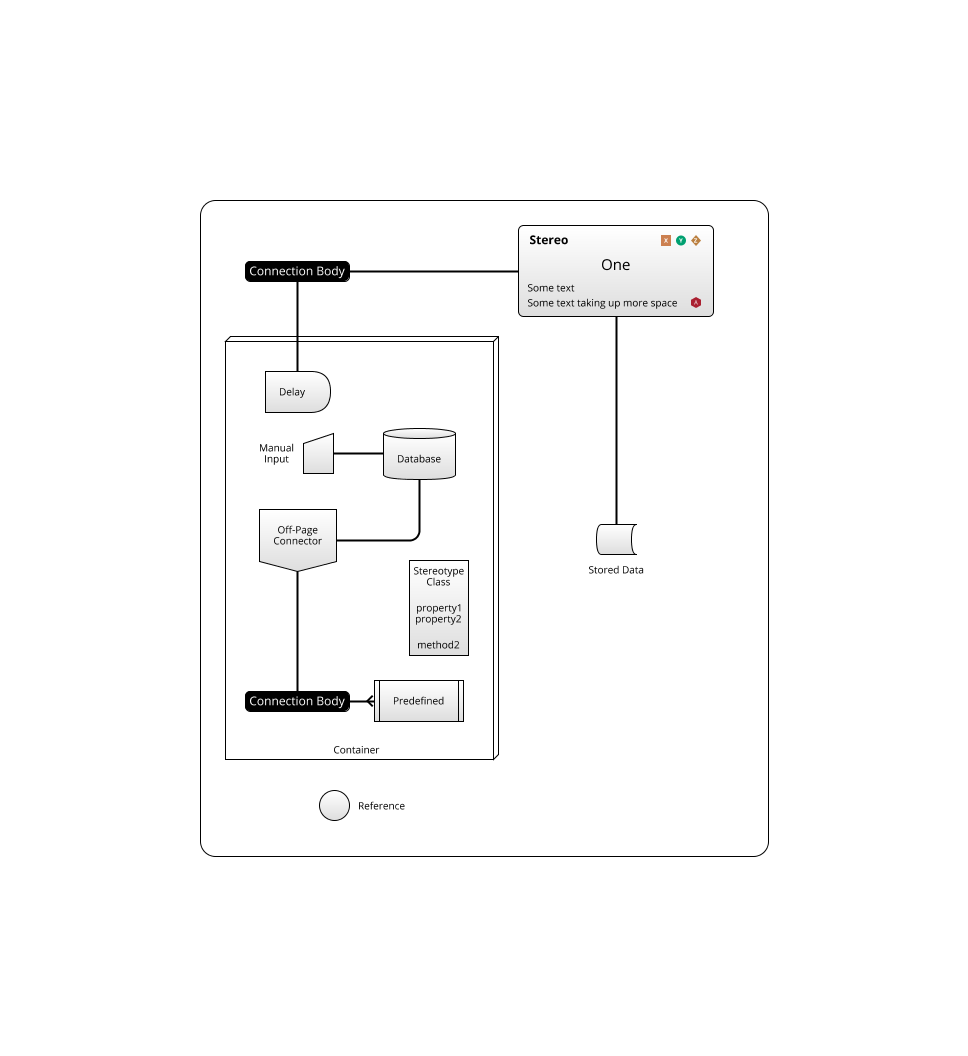 Stereo
X
Y
Z
One
Connection Body
Some text
Some text taking up more space
A
Delay
Manual
Input
Database
Off-Page
Connector
Stereotype
Class
property1
property2
method2
Stored Data
Connection Body
Predefined
Container
Reference